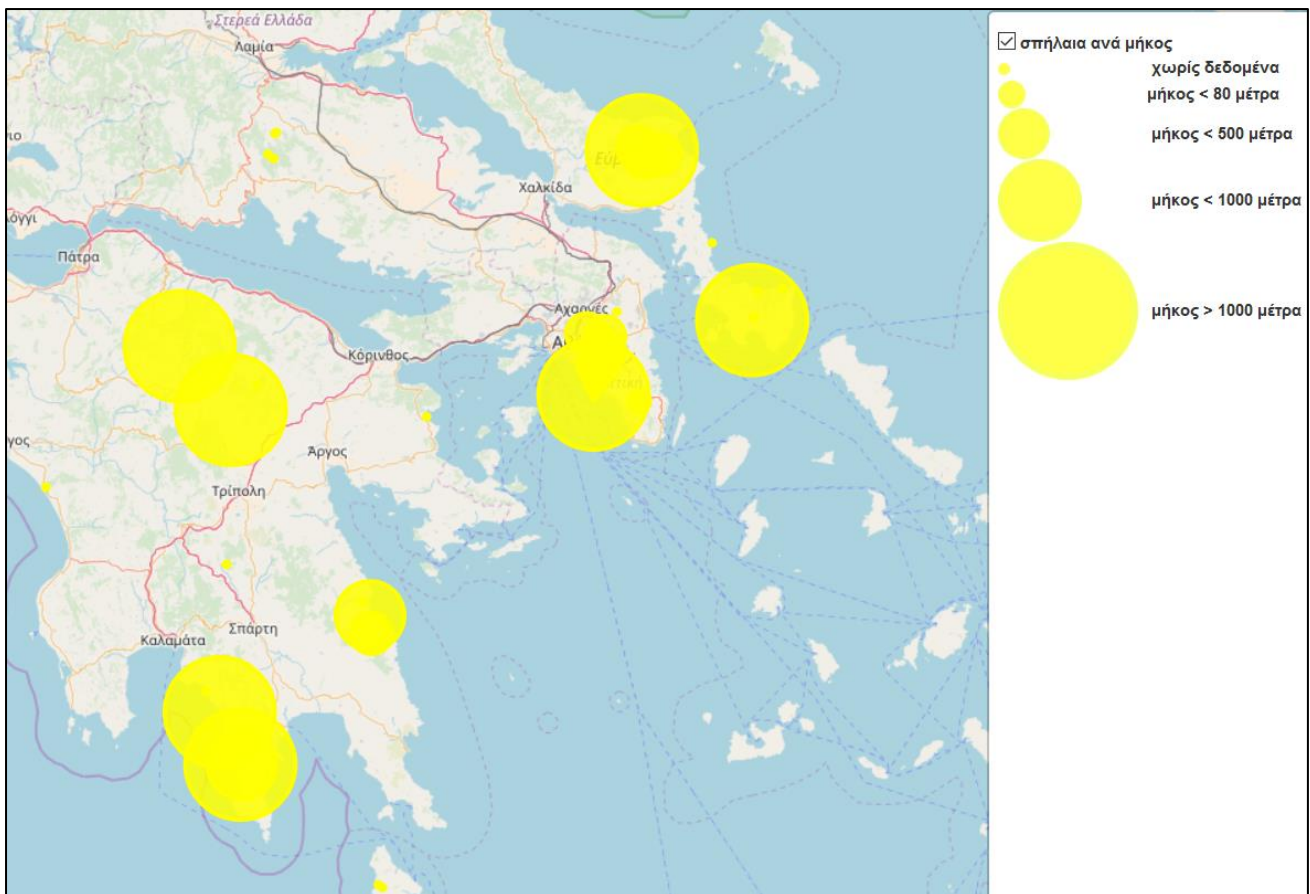 Στερεά Ελλάδα
Λαμία
Χαλκίδα
Πάτρα
Αχαρνές
Κόρινθος
Άργος
Τρίπολη
Σπάρτη
Καλαμάτα
σπήλαια ανά μήκος
χωρίς δεδομένα
μήκος < 80 μέτρα
μήκος < 500 μέτρα
μήκος < 1000 μέτρα
μήκος > 1000 μέτρα